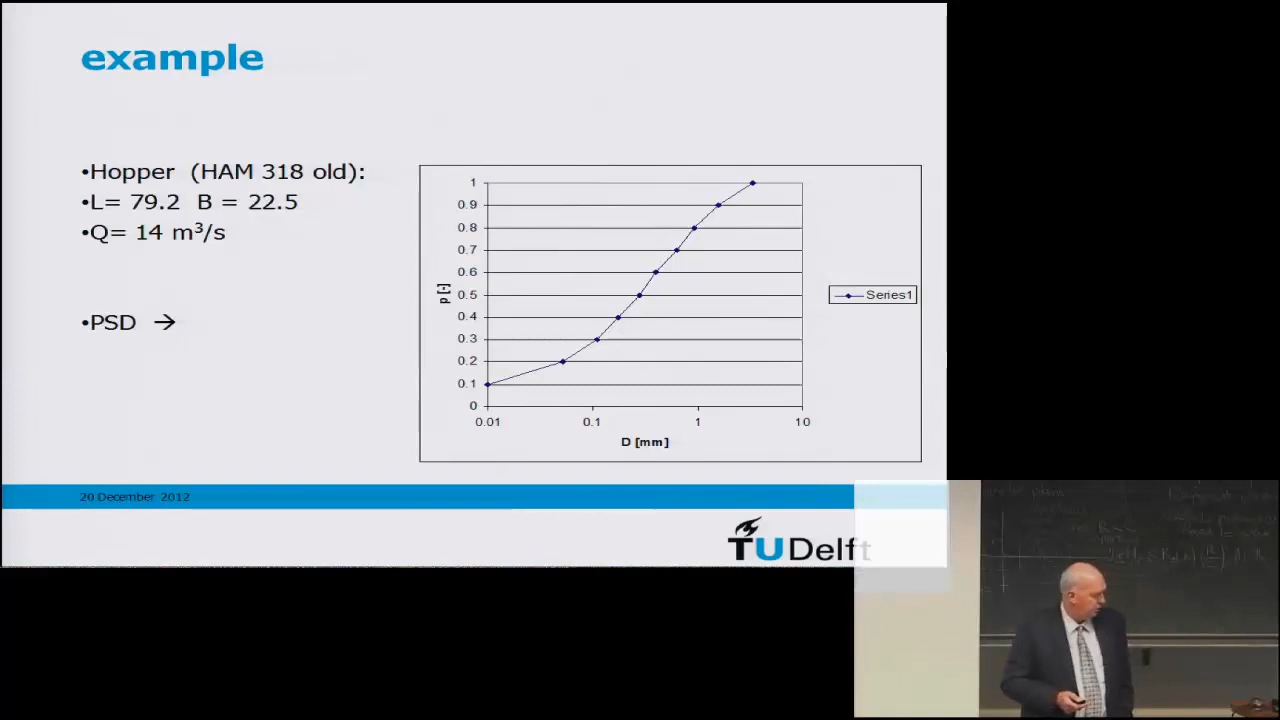 example
•Hopper (HAM 318 old):
•L= 79.2 B = 22.5
•Q= 14 m³/s
•PSD →
1
0.9
0.8
0.7
0.6
0.5
0.4
0.3
0.2
0.1
0
p [-]
0.01 0.1 1 10
D [mm]
Series1
20 December 2012
TUDelft